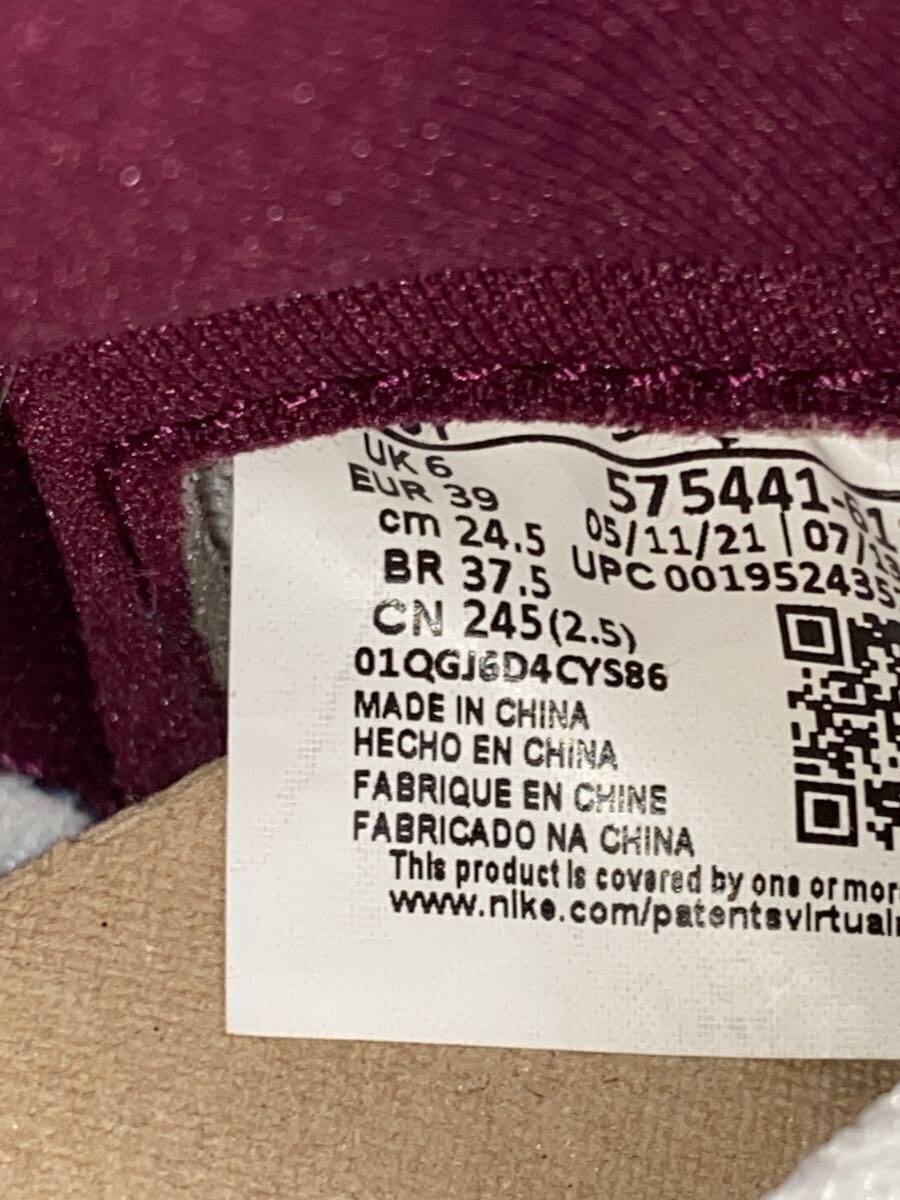 UK 6
EUR 39
cm 24.5
BR 37.5
CN 245(2.5)
575441-
05/11/21 | 07/
UPC 001952435
01QGJ6D4CYS86
MADE IN CHINA
HECHO EN CHINA
FABRIQUE EN CHINE
FABRICADO NA CHINA
This product is covered by one or mor
www.nike.com/patentsvirtual